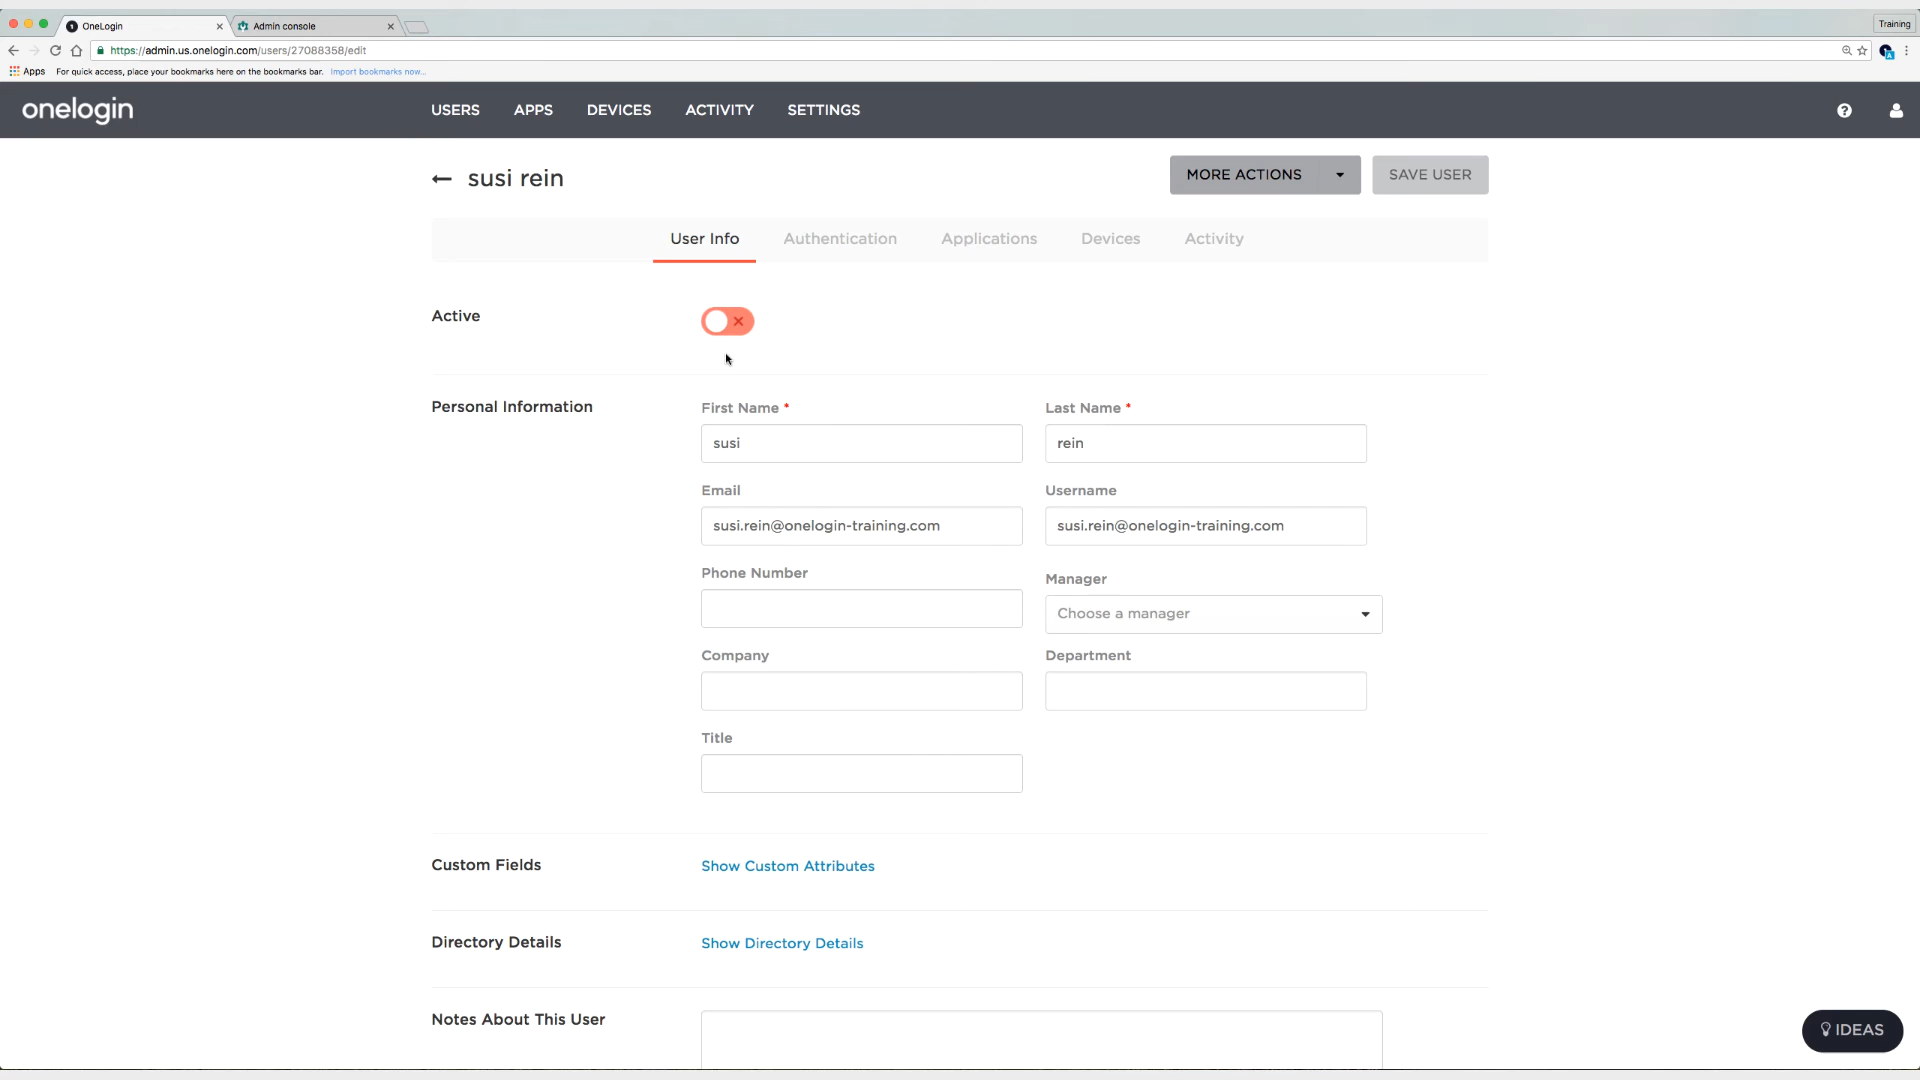 OneLogin
Admin console
Training
https://admin.us.onelogin.com/users/27088358/edit
Apps
For quick access, place your bookmarks here on the bookmarks bar.
Import bookmarks now...
onelogin
USERS
APPS
DEVICES
ACTIVITY
SETTINGS
susi rein
MORE ACTIONS
SAVE USER
User Info
Authentication
Applications
Devices
Activity
Active
Personal Information
First Name *
Last Name *
susi
rein
Email
Username
susi.rein@onelogin-training.com
susi.rein@onelogin-training.com
Phone Number
Manager
Choose a manager
Company
Department
Title
Custom Fields
Show Custom Attributes
Directory Details
Show Directory Details
Notes About This User
IDEAS